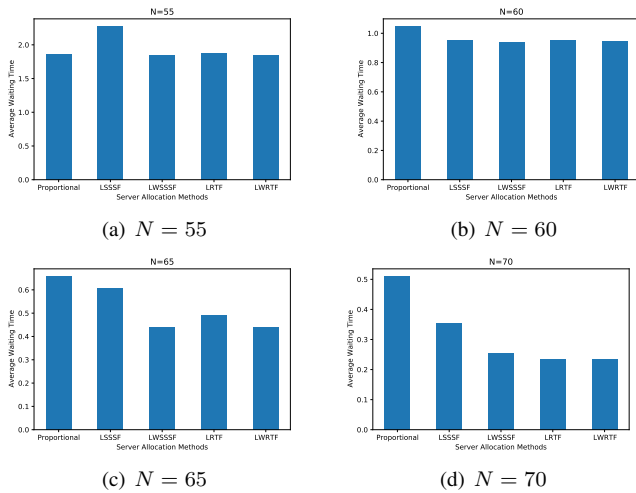 N=55
Average Waiting Time
2.0
1.5
1.0
0.5
0.0
Proportional LSSSF LWSSSF LRTF LWRTF
Server Allocation Methods
(a) N = 55
N=60
Average Waiting Time
1.0
0.8
0.6
0.4
0.2
0.0
Proportional LSSSF LWSSSF LRTF LWRTF
Server Allocation Methods
(b) N = 60
N=65
Average Waiting Time
0.6
0.5
0.4
0.3
0.2
0.1
0.0
Proportional LSSSF LWSSSF LRTF LWRTF
Server Allocation Methods
(c) N = 65
N=70
Average Waiting Time
0.5
0.4
0.3
0.2
0.1
0.0
Proportional LSSSF LWSSSF LRTF LWRTF
Server Allocation Methods
(d) N = 70